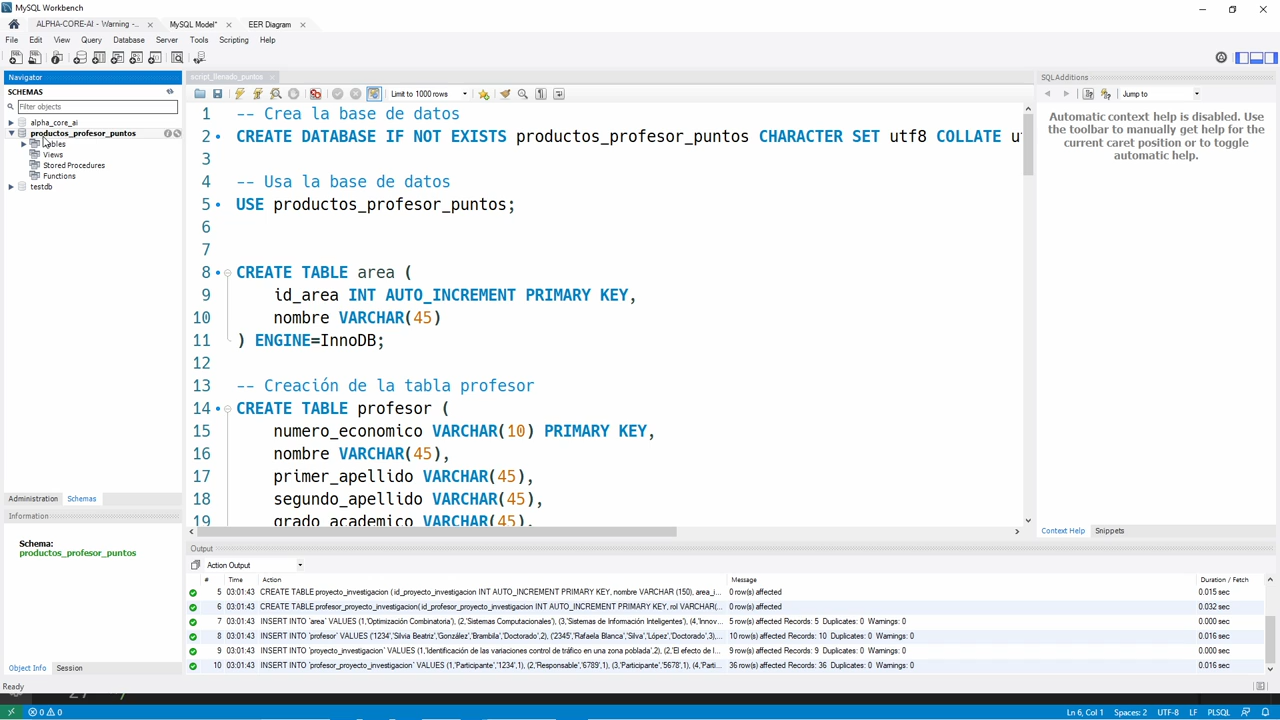 MySQL Workbench
ALPHA-CORE-AI - Warning -...
MySQL Model*
EER Diagram
File Edit View Query Database Server Tools Scripting Help
Navigator
SCHEMAS
Filter objects
alpha_core_ai
productos_profesor_puntos
Tables
Views
Stored Procedures
Functions
testdb
Administration Schemas
Information
Schema:
productos_profesor_puntos
Object Info Session
script_llenado_puntos
Limit to 1000 rows
1 -- Crea la base de datos
2 CREATE DATABASE IF NOT EXISTS productos_profesor_puntos CHARACTER SET utf8 COLLATE u
3
4 -- Usa la base de datos
5 USE productos_profesor_puntos;
6
7
8 CREATE TABLE area (
9 id_area INT AUTO_INCREMENT PRIMARY KEY,
10 nombre VARCHAR(45)
11 ) ENGINE=InnoDB;
12
13 -- Creación de la tabla profesor
14 CREATE TABLE profesor (
15 numero_economico VARCHAR(10) PRIMARY KEY,
16 nombre VARCHAR(45),
17 primer_apellido VARCHAR(45),
18 segundo_apellido VARCHAR(45),
19 grado_academico VARCHAR(45),
SQLAdditions
Jump to
Automatic context help is disabled. Use
the toolbar to manually get help for the
current caret position or to toggle
automatic help.
Context Help Snippets
Output
Action Output
# Time Action Message Duration / Fetch
5 03:01:43 CREATE TABLE proyecto_investigacion ( id_proyecto_investigacion INT AUTO_INCREMENT PRIMARY KEY, nombre VARCHAR (150), area_i... 0 row(s) affected 0.015 sec
6 03:01:43 CREATE TABLE profesor_proyecto_investigacion( id_profesor_proyecto_investigacion INT AUTO_INCREMENT PRIMARY KEY, rol VARCHAR(... 0 row(s) affected 0.032 sec
7 03:01:43 INSERT INTO `area` VALUES (1,'Optimización Combinatoria'), (2,'Sistemas Computacionales'), (3,'Sistemas de Información Inteligentes'), (4,'Innov... 5 row(s) affected Records: 5 Duplicates: 0 Warnings: 0 0.000 sec
8 03:01:43 INSERT INTO `profesor` VALUES ('1234','Silvia Beatriz','González','Brambila','Doctorado',2), ('2345','Rafaela Blanca','Silva','López','Doctorado',3),... 10 row(s) affected Records: 10 Duplicates: 0 Warnings: 0 0.016 sec
9 03:01:43 INSERT INTO `proyecto_investigacion` VALUES (1,'Identificación de las variaciones control de tráfico en una zona poblada',2), (2,'El efecto de l... 9 row(s) affected Records: 9 Duplicates: 0 Warnings: 0 0.000 sec
10 03:01:43 INSERT INTO `profesor_proyecto_investigacion` VALUES (1,'Participante','1234',1), (2,'Responsable','6789',1), (3,'Participante','5678',1), (4,'Parti... 36 row(s) affected Records: 36 Duplicates: 0 Warnings: 0 0.016 sec
Ready
0 0 Ln 6, Col 1 Spaces: 2 UTF-8 LF PLSQL